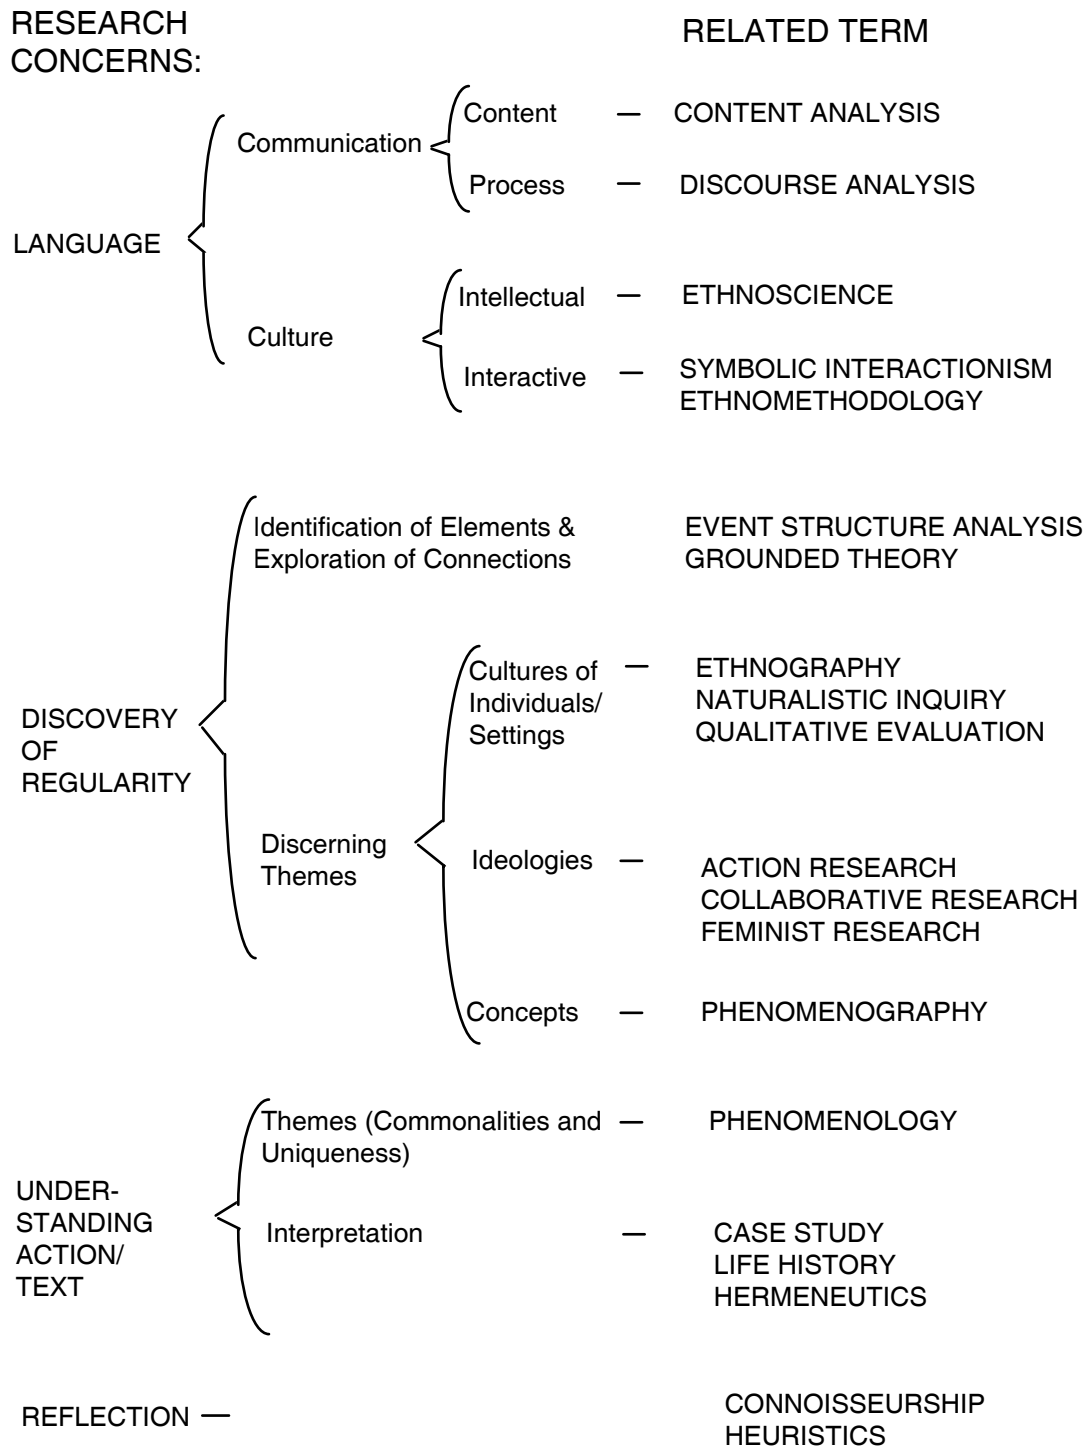 RESEARCH
CONCERNS:
RELATED TERM
Content — CONTENT ANALYSIS
Communication
Process — DISCOURSE ANALYSIS
LANGUAGE
Intellectual — ETHNOSCIENCE
Culture
Interactive — SYMBOLIC INTERACTIONISM
ETHNOMETHODOLOGY
Identification of Elements & EVENT STRUCTURE ANALYSIS
Exploration of Connections GROUNDED THEORY
Cultures of — ETHNOGRAPHY
Individuals/ NATURALISTIC INQUIRY
Settings QUALITATIVE EVALUATION
DISCOVERY
OF
REGULARITY
Discerning
Themes
Ideologies — ACTION RESEARCH
COLLABORATIVE RESEARCH
FEMINIST RESEARCH
Concepts — PHENOMENOGRAPHY
Themes (Commonalities and — PHENOMENOLOGY
Uniqueness)
UNDER-
STANDING
ACTION/
TEXT
Interpretation — CASE STUDY
LIFE HISTORY
HERMENEUTICS
REFLECTION — CONNOISSEURSHIP
HEURISTICS